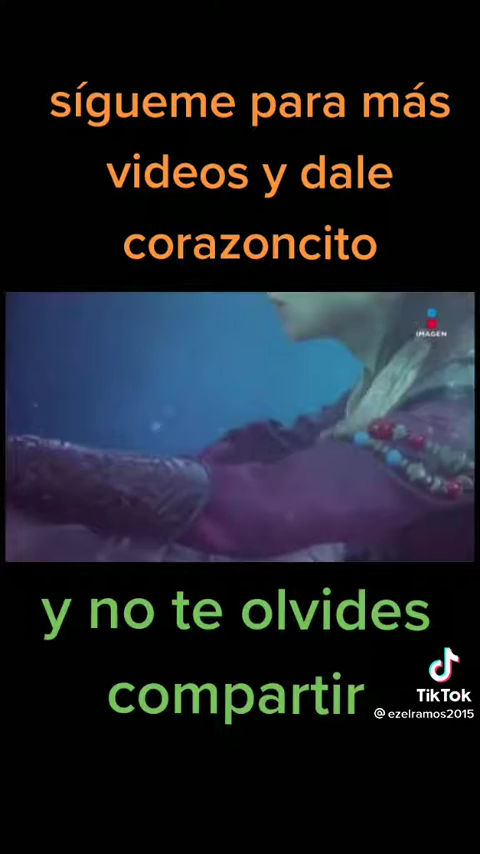 sígueme para más
videos y dale
corazoncito
IMAGEN
y no te olvides
compartir
TikTok
@ezelramos2015